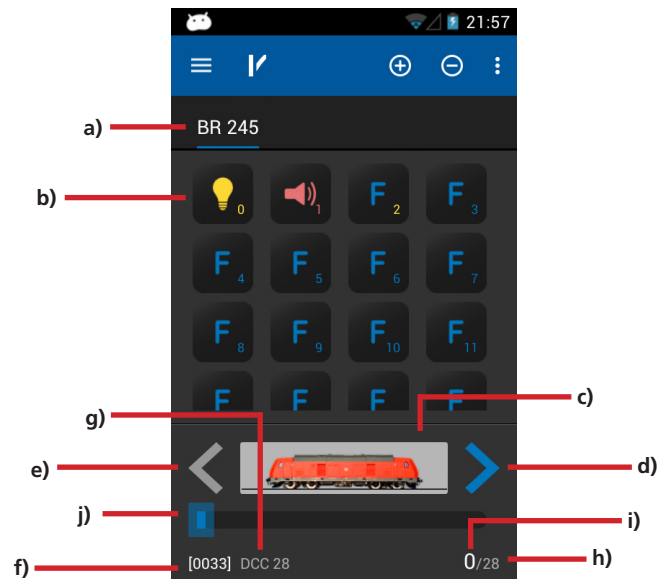 21:57
a) BR 245
b) 0 1 F 2 F 3
F 4 F 5 F 6 F 7
F 8 F 9 F 10 F 11
F F F F
c)
g)
e) d)
j) i)
f) [0033] DCC 28 0/28 h)